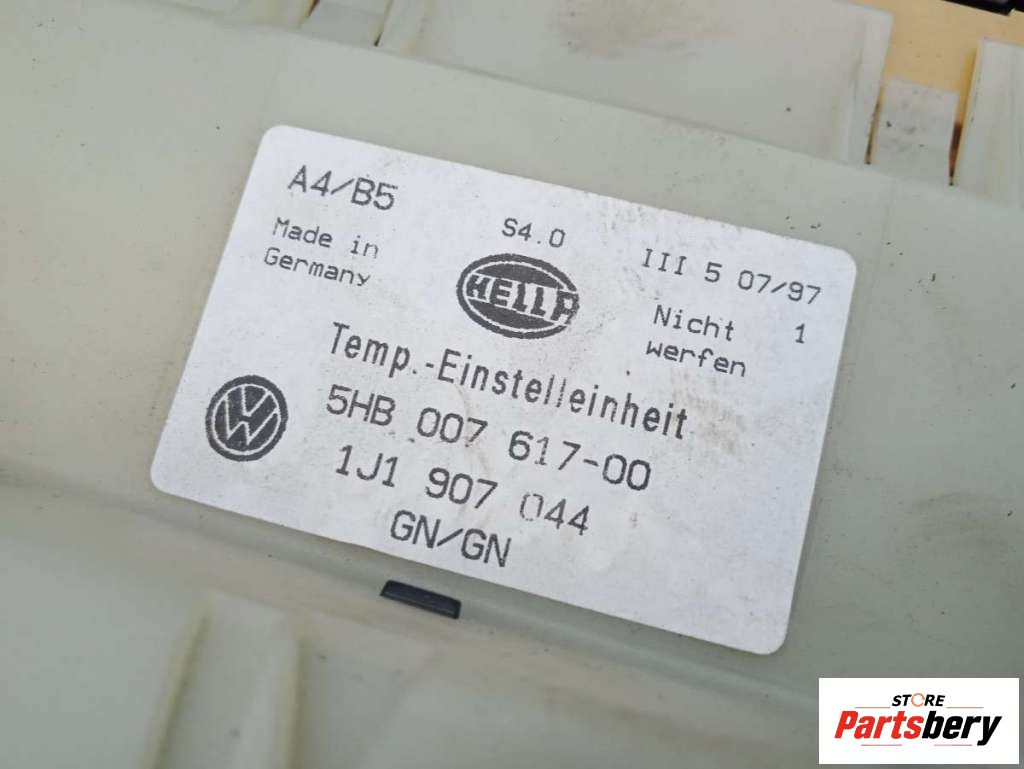 A4/B5
S4.0
III 5 07/97
Made in
Germany
HELLA
Nicht 1
werfen
Temp.-Einstelleinheit
VW
5HB 007 617-00
1J1 907 044
GN/GN
STORE
Partsbery